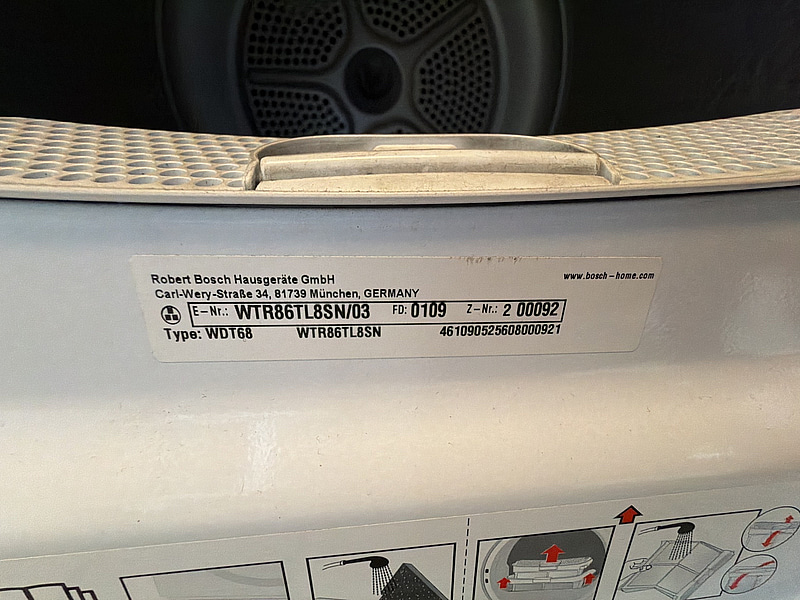 Robert Bosch Hausgeräte GmbH
www.bosch-home.com
Carl-Wery-Straße 34, 81739 München, GERMANY
E-Nr.: WTR86TL8SN/03 FD: 0109 Z-Nr.: 2 00092
Type: WDT68 WTR86TL8SN 461090525608000921